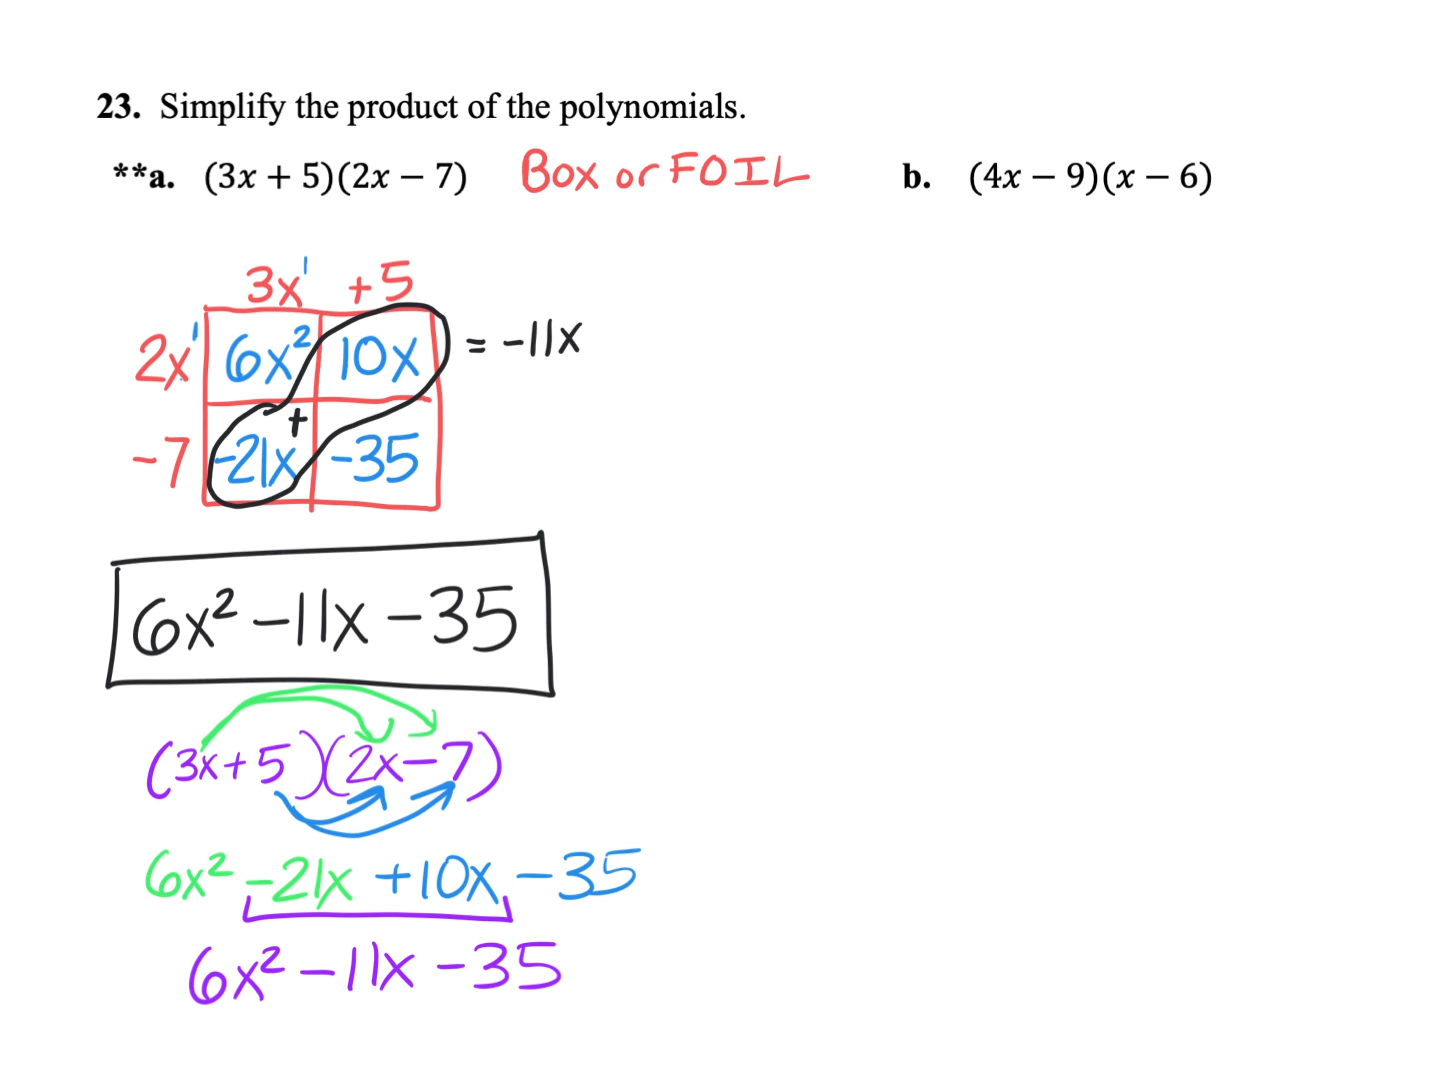 23. Simplify the product of the polynomials.
**a. (3x + 5)(2x − 7) Box or FOIL b. (4x − 9)(x − 6)
3x¹ +5
2x¹ 6x² 10x = -11x
+
-7 -21x -35
6x² -11x -35
(3x+5)(2x-7)
6x² -21x +10x -35
6x² -11x -35